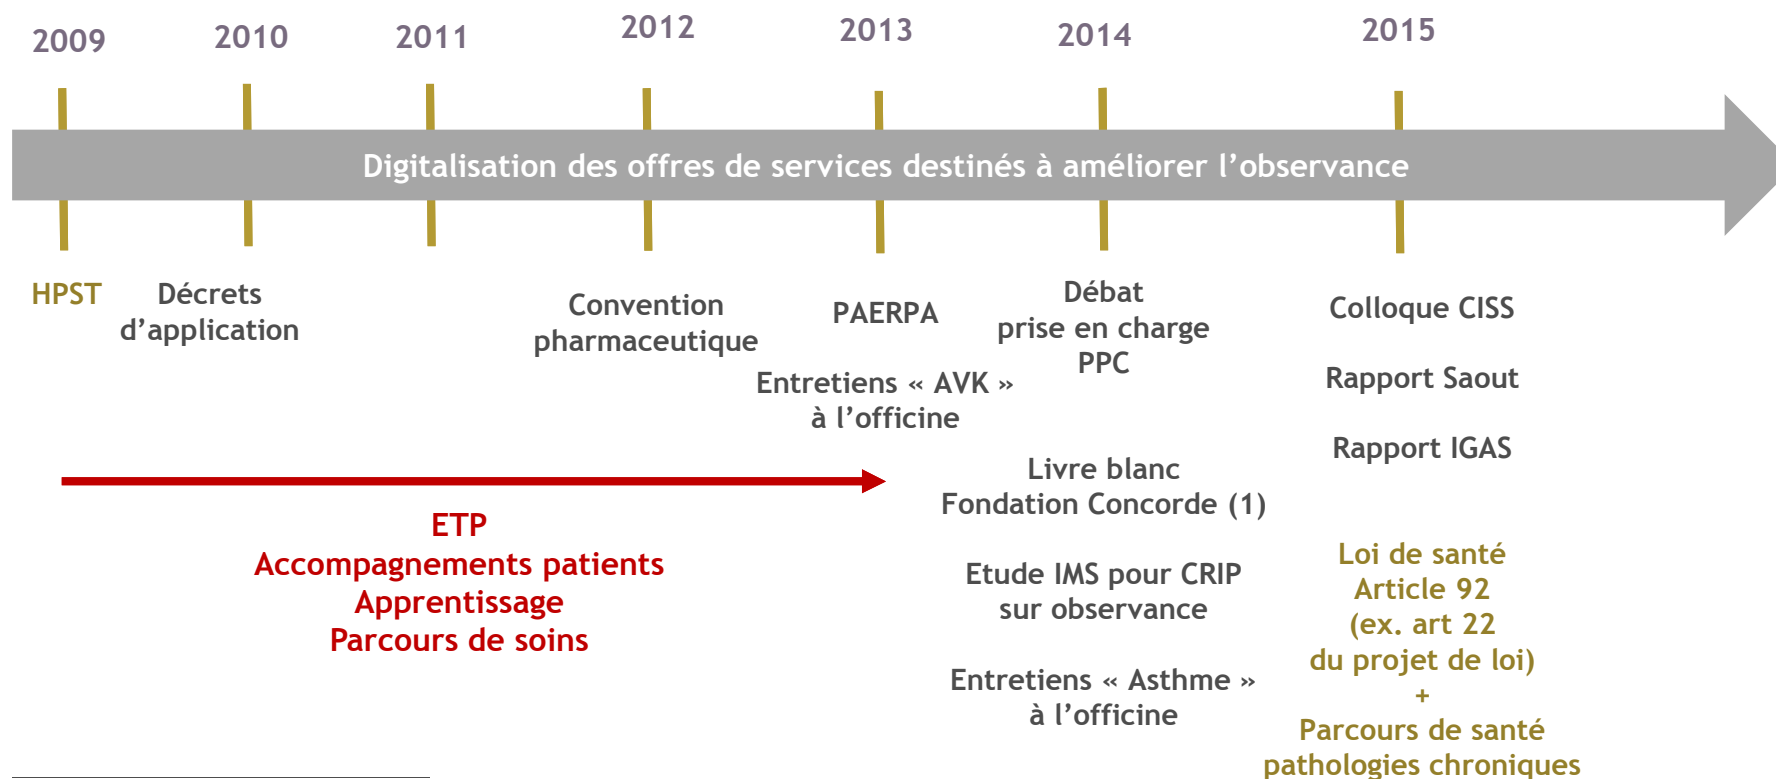 2009
2010
2011
2012
2013
2014
2015
Digitalisation des offres de services destinés à améliorer l’observance
HPST
Décrets
d’application
Convention
pharmaceutique
PAERPA
Entretiens « AVK »
à l’officine
Débat
prise en charge
PPC
Livre blanc
Fondation Concorde (1)
Etude IMS pour CRIP
sur observance
Entretiens « Asthme »
à l’officine
Colloque CISS
Rapport Saout
Rapport IGAS
Loi de santé
Article 92
(ex. art 22
du projet de loi)
+
Parcours de santé
pathologies chroniques
ETP
Accompagnements patients
Apprentissage
Parcours de soins